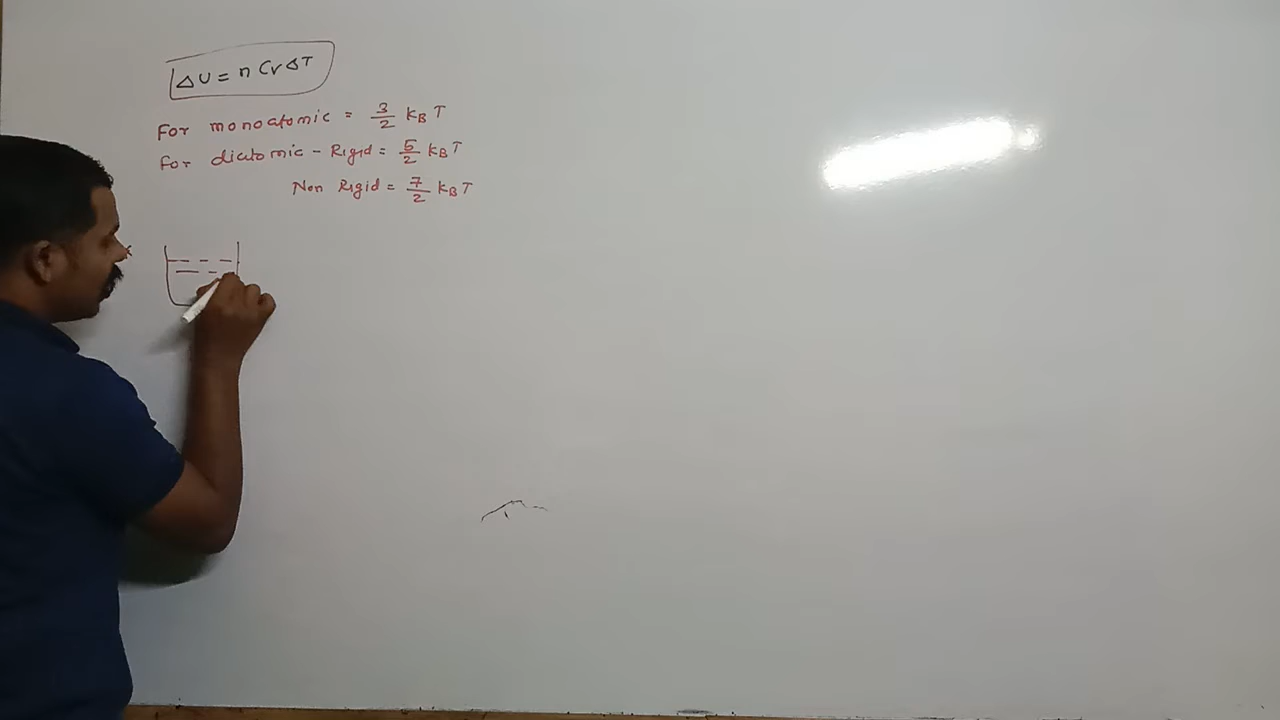 ΔU = n Cv ΔT
For monoatomic = 3/2 KB T
For diatomic - Rigid = 5/2 KB T
Non Rigid = 7/2 KB T